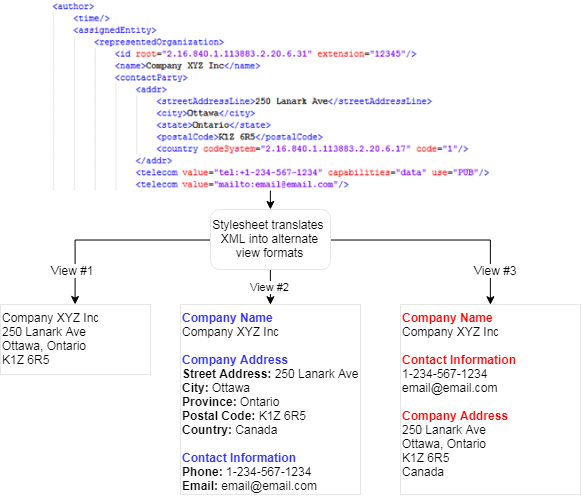 <author>
<time/>
<assignedEntity>
<representedOrganization>
<id root="2.16.840.1.113883.2.20.6.31" extension="12345"/>
<name>Company XYZ Inc</name>
<contactParty>
<addr>
<streetAddressLine>250 Lanark Ave</streetAddressLine>
<city>Ottawa</city>
<state>Ontario</state>
<postalCode>K1Z 6R5</postalCode>
<country codeSystem="2.16.840.1.113883.2.20.6.17" code="1"/>
</addr>
<telecom value="tel:+1-234-567-1234" capabilities="data" use="PUB"/>
<telecom value="mailto:email@email.com"/>
Stylesheet translates
XML into alternate
view formats
View #1
View #2
View #3
Company XYZ Inc
250 Lanark Ave
Ottawa, Ontario
K1Z 6R5
Company Name
Company XYZ Inc
Company Address
Street Address: 250 Lanark Ave
City: Ottawa
Province: Ontario
Postal Code: K1Z 6R5
Country: Canada
Contact Information
Phone: 1-234-567-1234
Email: email@email.com
Company Name
Company XYZ Inc
Contact Information
1-234-567-1234
email@email.com
Company Address
250 Lanark Ave
Ottawa, Ontario
K1Z 6R5
Canada